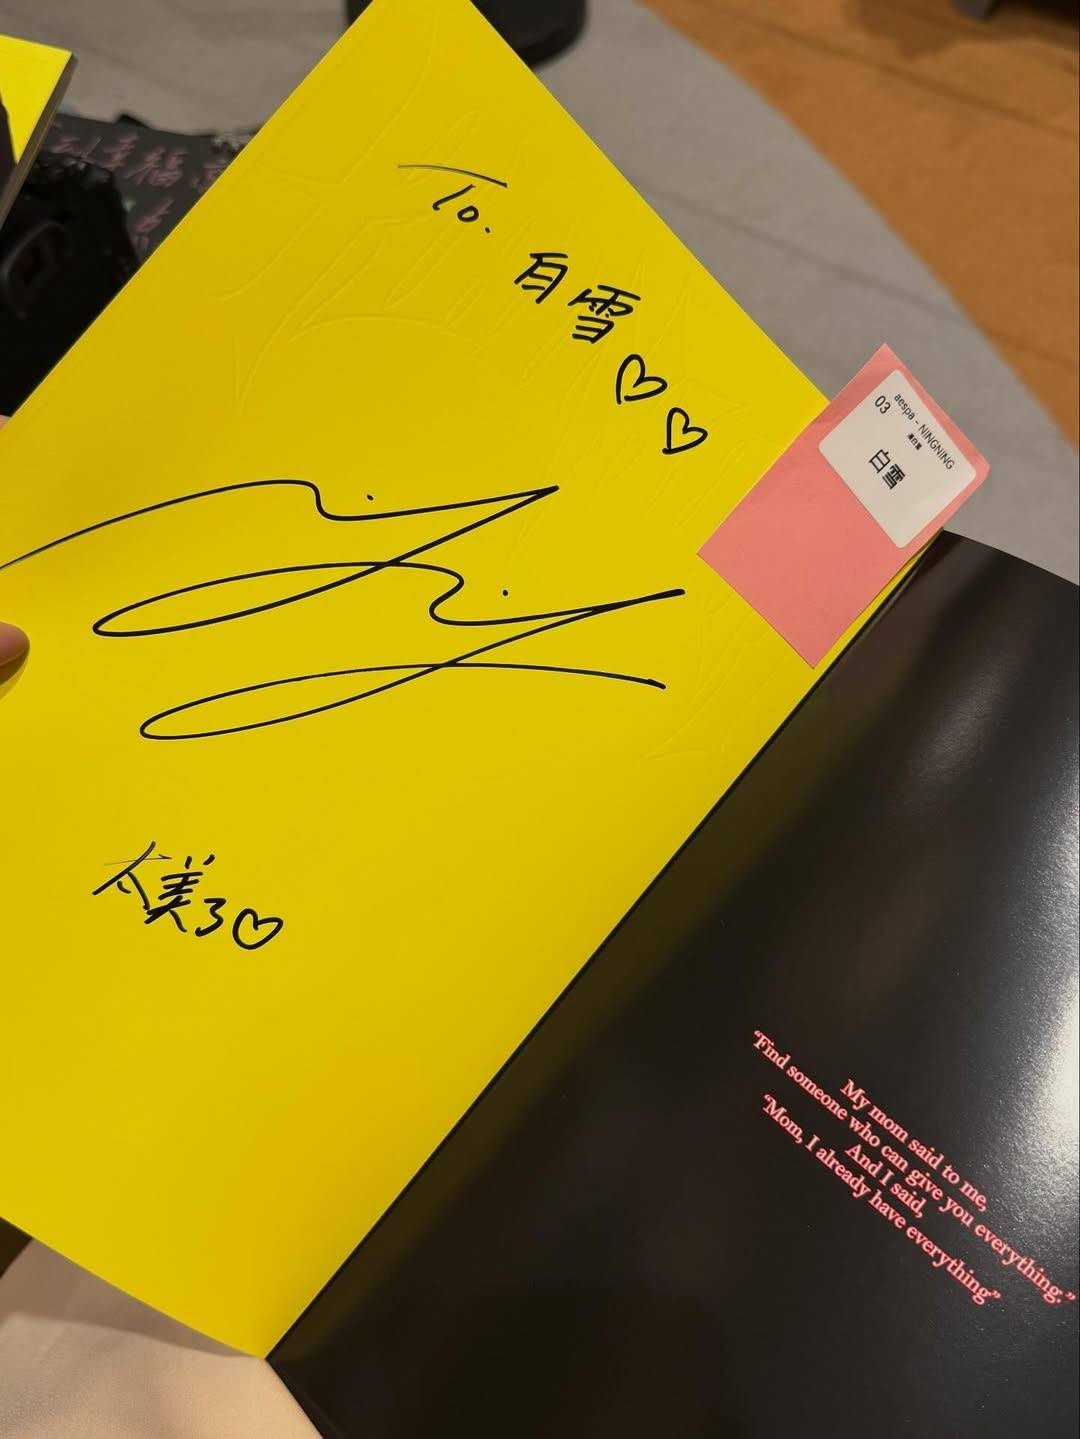 To.
白雪♡♡
太美了♡
03
aespa - NINGNING
白雪
My mom said to me,
“Find someone who can give you everything.”
And I said,
“Mom, I already have everything”